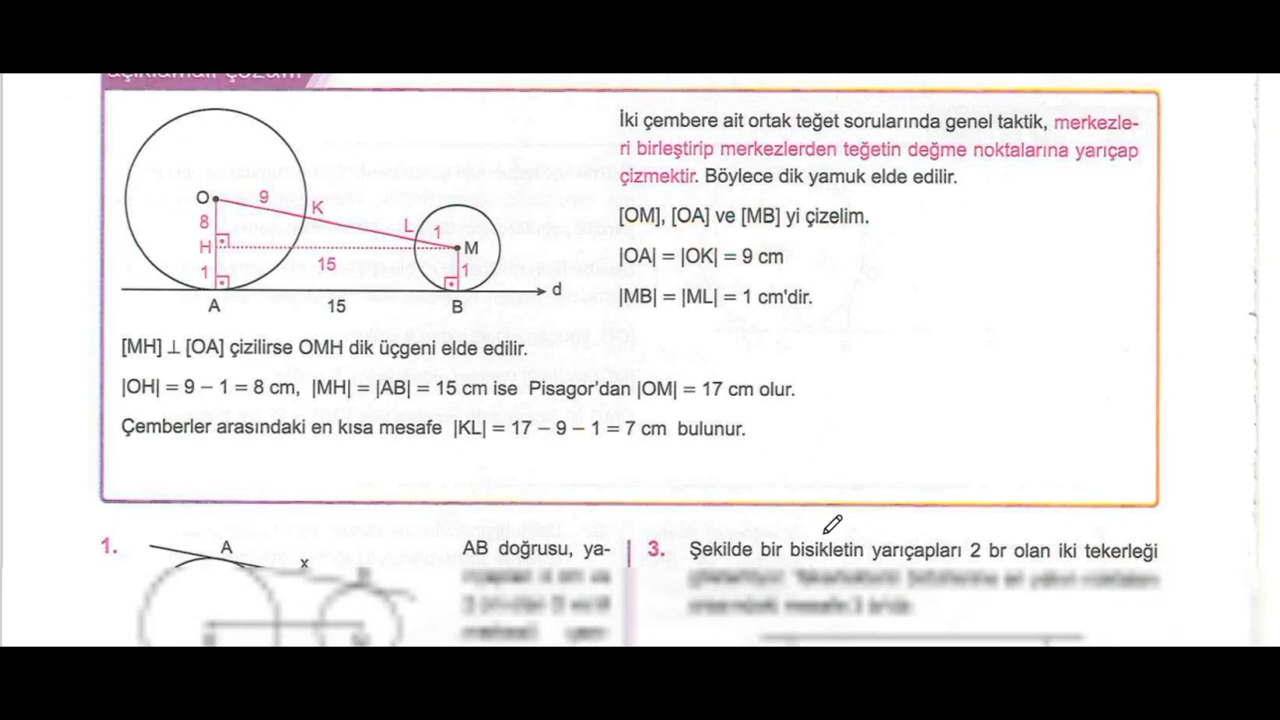 açıklamalı çözüm
İki çembere ait ortak teğet sorularında genel taktik, merkezle-
ri birleştirip merkezlerden teğetin değme noktalarına yarıçap
çizmektir. Böylece dik yamuk elde edilir.
[OM], [OA] ve [MB] yi çizelim.
|OA| = |OK| = 9 cm
|MB| = |ML| = 1 cm'dir.
O 9 K
8 L 1 M
H 15
1 1 d
A 15 B
[MH] ⊥ [OA] çizilirse OMH dik üçgeni elde edilir.
|OH| = 9 – 1 = 8 cm, |MH| = |AB| = 15 cm ise Pisagor'dan |OM| = 17 cm olur.
Çemberler arasındaki en kısa mesafe |KL| = 17 – 9 – 1 = 7 cm bulunur.
1. A
x
AB doğrusu, ya-
3. Şekilde bir bisikletin yarıçapları 2 br olan iki tekerleği